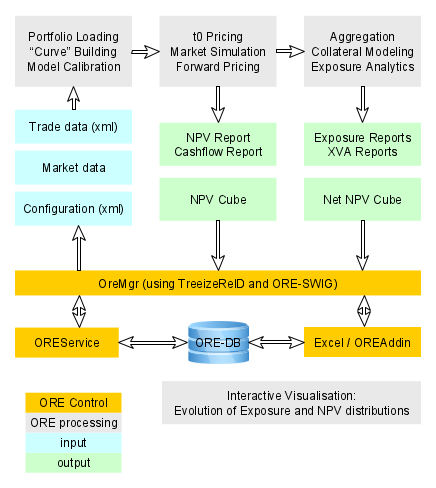 Portfolio Loading
“Curve” Building
Model Calibration
t0 Pricing
Market Simulation
Forward Pricing
Aggregation
Collateral Modeling
Exposure Analytics
Trade data (xml)
Market data
Configuration (xml)
NPV Report
Cashflow Report
Exposure Reports
XVA Reports
NPV Cube
Net NPV Cube
OreMgr (using TreeizeReID and ORE-SWIG)
OREService
ORE-DB
Excel / OREAddin
Interactive Visualisation:
Evolution of Exposure and NPV distributions
ORE Control
ORE processing
input
output